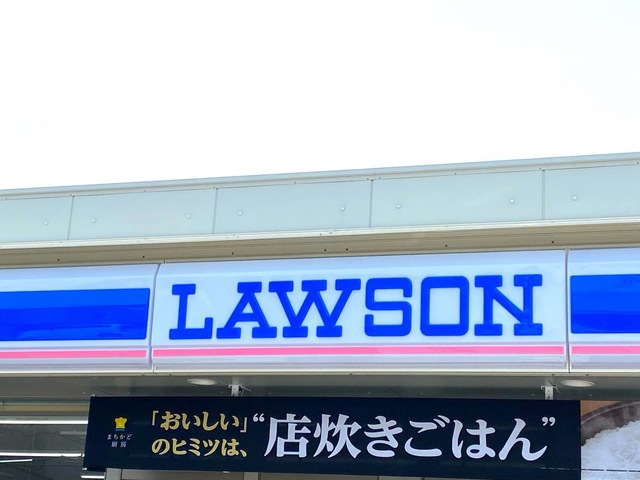 LAWSON
まちかど
厨房
「おいしい」
のヒミツは、
“店炊きごはん”